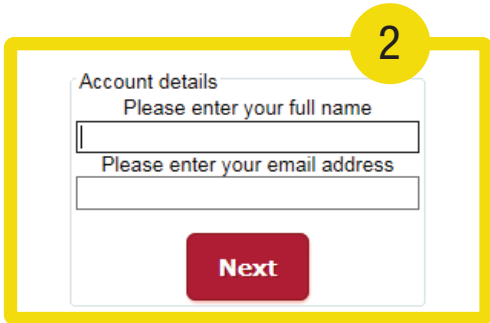 2
Account details
Please enter your full name
Please enter your email address
Next